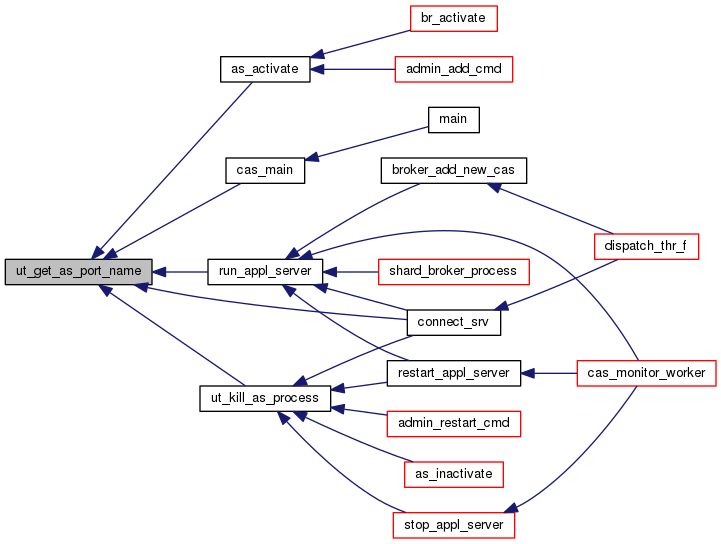 br_activate
as_activate
admin_add_cmd
main
cas_main
broker_add_new_cas
dispatch_thr_f
ut_get_as_port_name
run_appl_server
shard_broker_process
connect_srv
restart_appl_server
cas_monitor_worker
ut_kill_as_process
admin_restart_cmd
as_inactivate
stop_appl_server